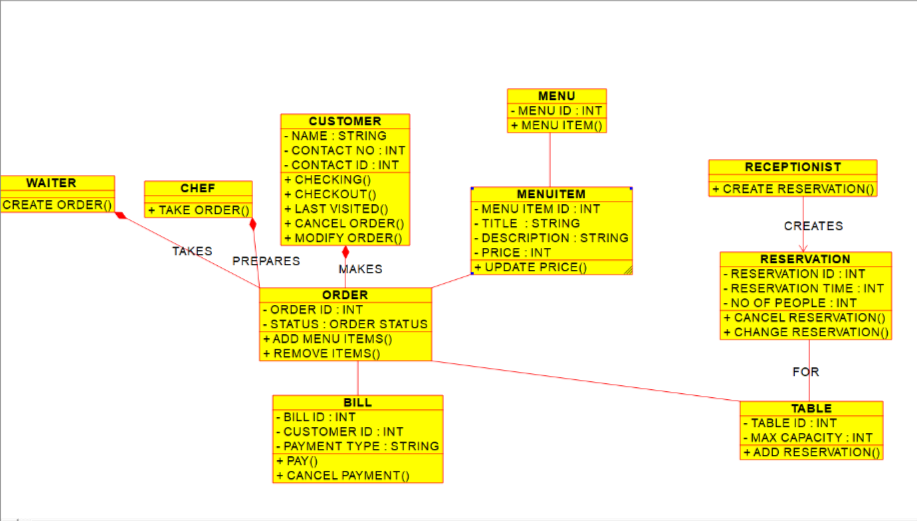 MENU
- MENU ID : INT
+ MENU ITEM()
CUSTOMER
- NAME : STRING
- CONTACT NO : INT
- CONTACT ID : INT
+ CHECKING()
+ CHECKOUT()
+ LAST VISITED()
+ CANCEL ORDER()
+ MODIFY ORDER()
RECEPTIONIST
+ CREATE RESERVATION()
WAITER
CREATE ORDER()
CHEF
+ TAKE ORDER()
MENUITEM
- MENU ITEM ID : INT
- TITLE : STRING
- DESCRIPTION : STRING
- PRICE : INT
+ UPDATE PRICE()
CREATES
TAKES
PREPARES
MAKES
RESERVATION
- RESERVATION ID : INT
- RESERVATION TIME : INT
- NO OF PEOPLE : INT
+ CANCEL RESERVATION()
+ CHANGE RESERVATION()
ORDER
- ORDER ID : INT
- STATUS : ORDER STATUS
+ ADD MENU ITEMS()
+ REMOVE ITEMS()
FOR
BILL
- BILL ID : INT
- CUSTOMER ID : INT
- PAYMENT TYPE : STRING
+ PAY()
+ CANCEL PAYMENT()
TABLE
- TABLE ID : INT
- MAX CAPACITY : INT
+ ADD RESERVATION()